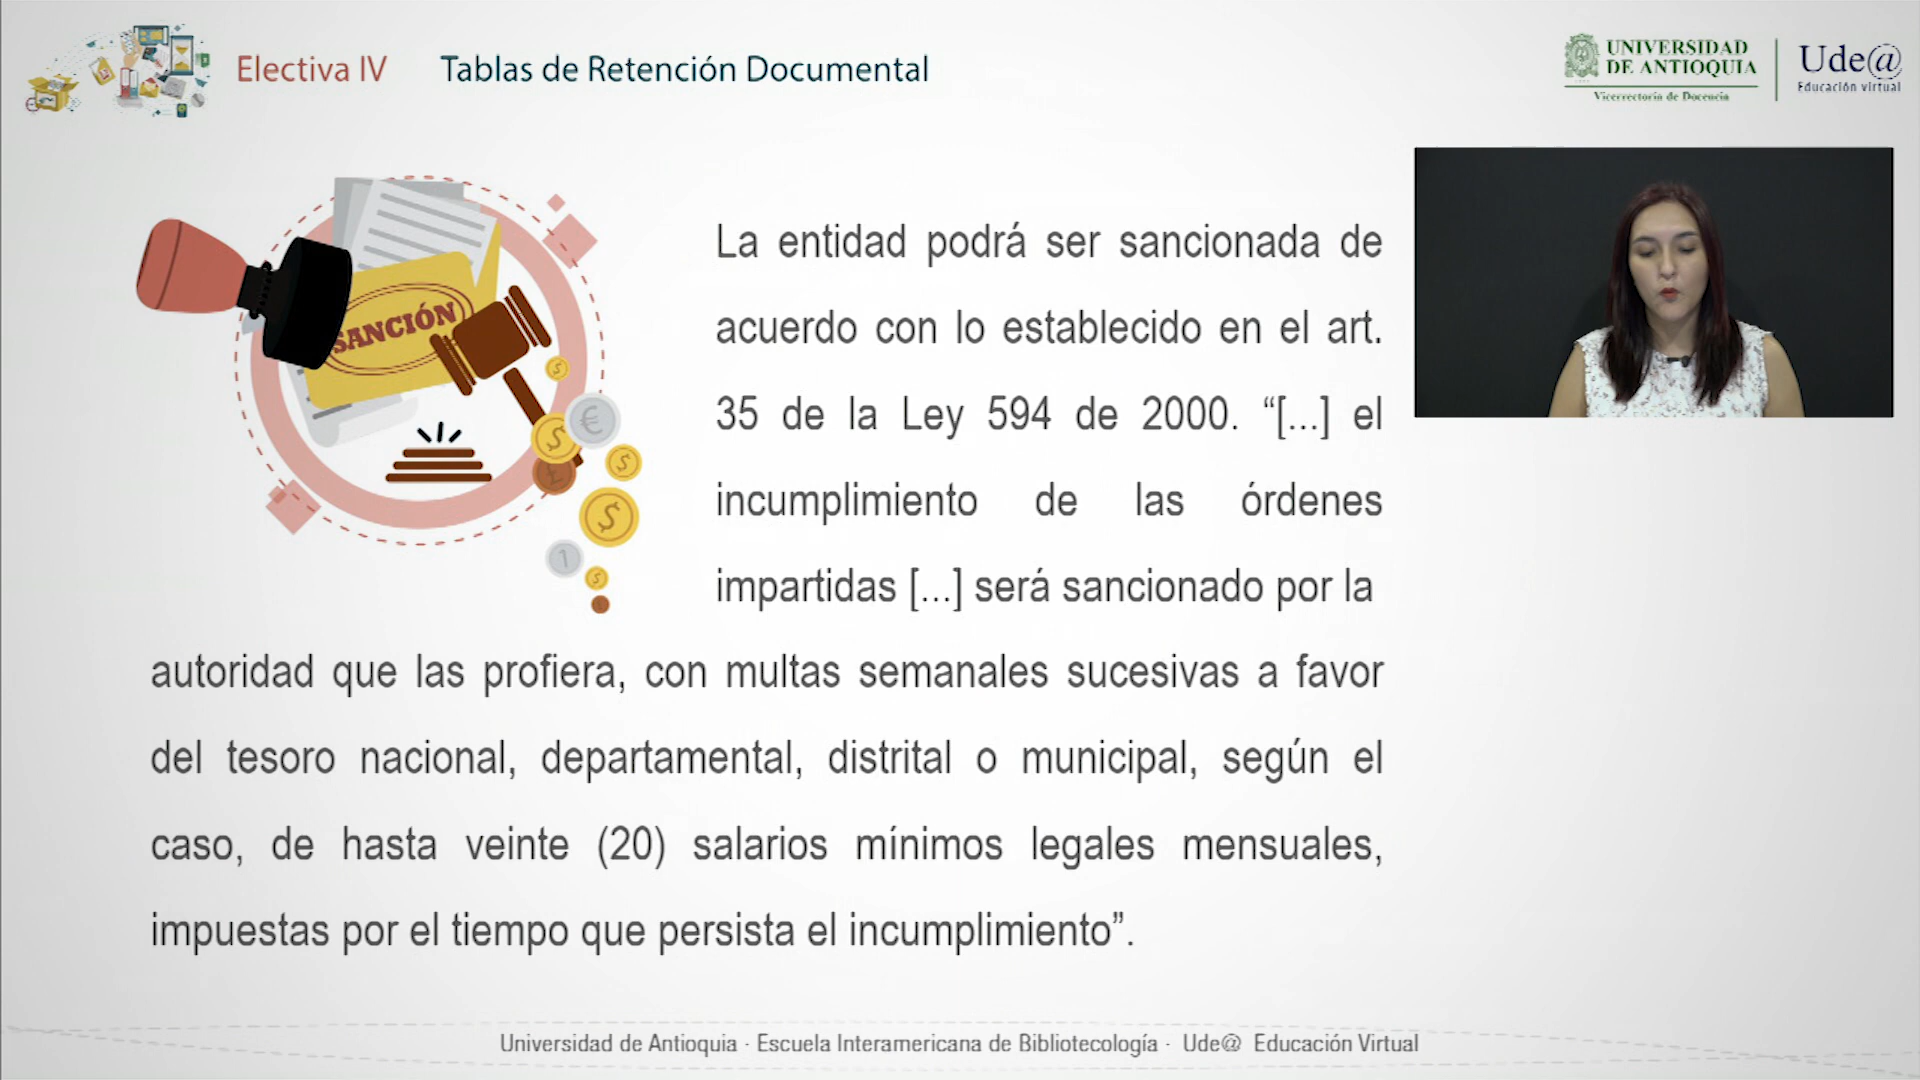 Electiva IV Tablas de Retención Documental
UNIVERSIDAD
DE ANTIOQUIA
Vicerrectoría de Docencia
Ude@
Educación virtual
SANCIÓN
La entidad podrá ser sancionada de
acuerdo con lo establecido en el art.
35 de la Ley 594 de 2000. “[...] el
incumplimiento de las órdenes
impartidas [...] será sancionado por la
autoridad que las profiera, con multas semanales sucesivas a favor
del tesoro nacional, departamental, distrital o municipal, según el
caso, de hasta veinte (20) salarios mínimos legales mensuales,
impuestas por el tiempo que persista el incumplimiento”.
Universidad de Antioquia · Escuela Interamericana de Bibliotecología · Ude@ Educación Virtual